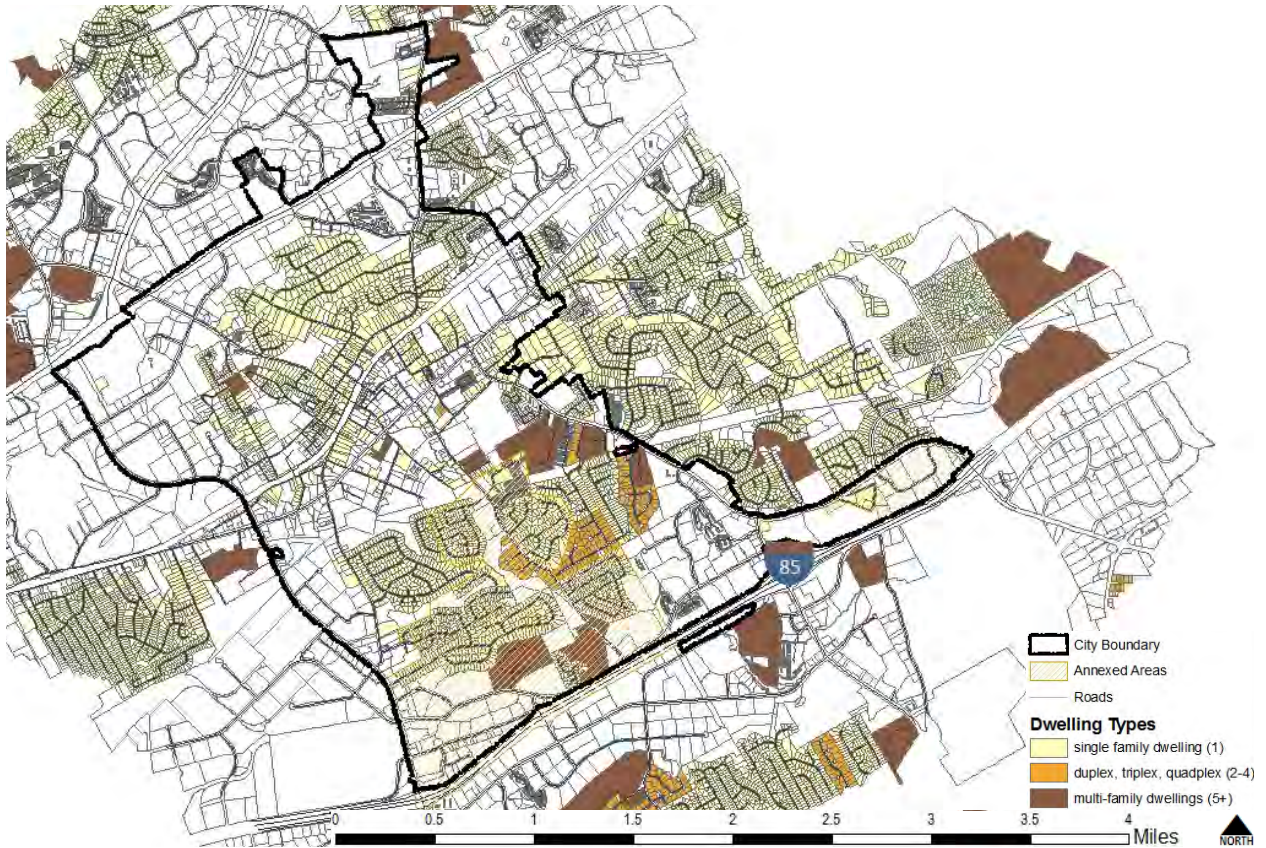 85
City Boundary
Annexed Areas
Roads
Dwelling Types
single family dwelling (1)
duplex, triplex, quadplex (2-4)
multi-family dwellings (5+)
0 0.5 1 1.5 2 2.5 3 3.5 4
Miles
NORTH